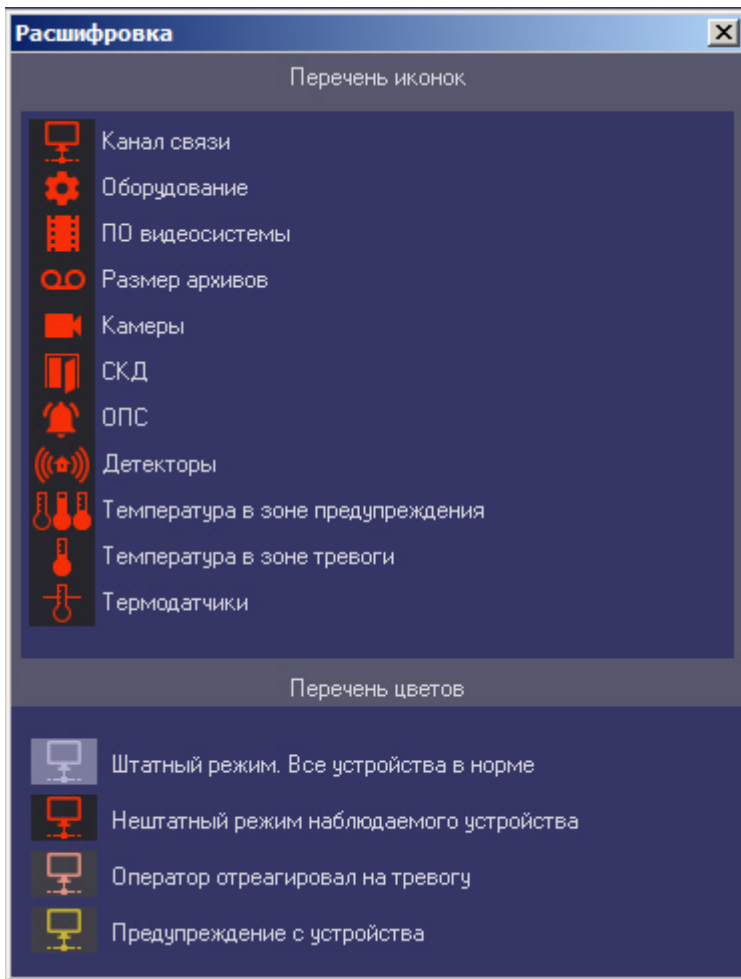 Расшифровка
Перечень иконок
Канал связи
Оборудование
ПО видеосистемы
Размер архивов
Камеры
СКД
ОПС
Детекторы
Температура в зоне предупреждения
Температура в зоне тревоги
Термодатчики
Перечень цветов
Штатный режим. Все устройства в норме
Нештатный режим наблюдаемого устройства
Оператор отреагировал на тревогу
Предупреждение с устройства